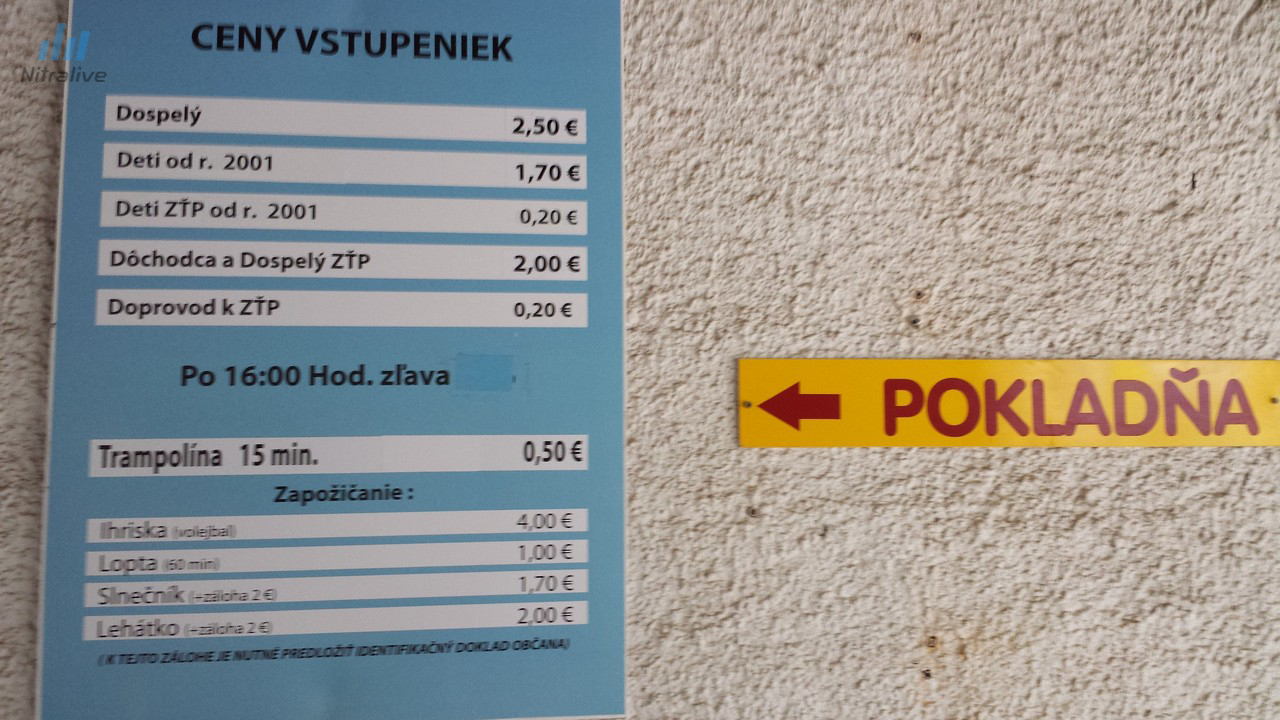 Nitralive
CENY VSTUPENIEK
Dospelý 2,50 €
Deti od r. 2001 1,70 €
Deti ZŤP od r. 2001 0,20 €
Dôchodca a Dospelý ZŤP 2,00 €
Doprovod k ZŤP 0,20 €
Po 16:00 Hod. zľava
Trampolína 15 min. 0,50 €
Zapožičanie :
Ihriska (volejbal) 4,00 €
Lopta (60 min) 1,00 €
Slnečník (+záloha 2 €) 1,70 €
Lehátko (+záloha 2 €) 2,00 €
( K TEJTO ZÁLOHE JE NUTNÉ PREDLOŽIŤ IDENTIFIKAČNÝ DOKLAD OBČANA)
POKLADŇA